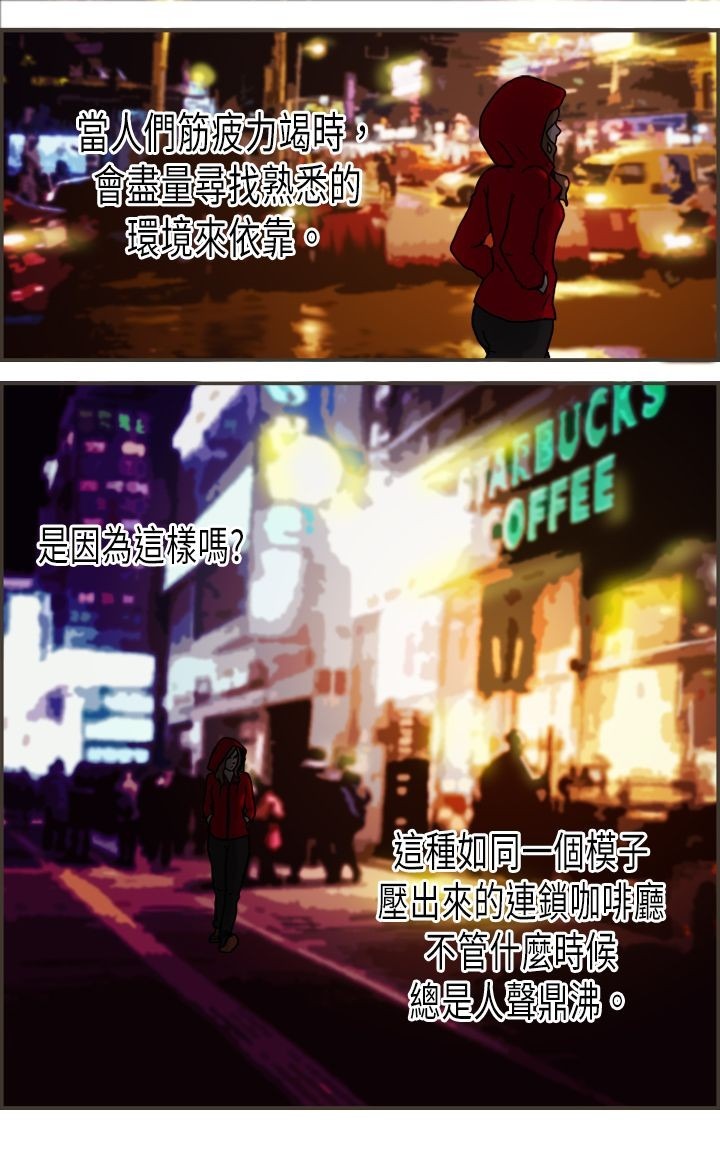 當人們筋疲力竭時，
會盡量尋找熟悉的
環境來依靠。
STARBUCKS
COFFEE
是因為這樣嗎?
這種如同一個模子
壓出來的連鎖咖啡廳
不管什麼時候
總是人聲鼎沸。